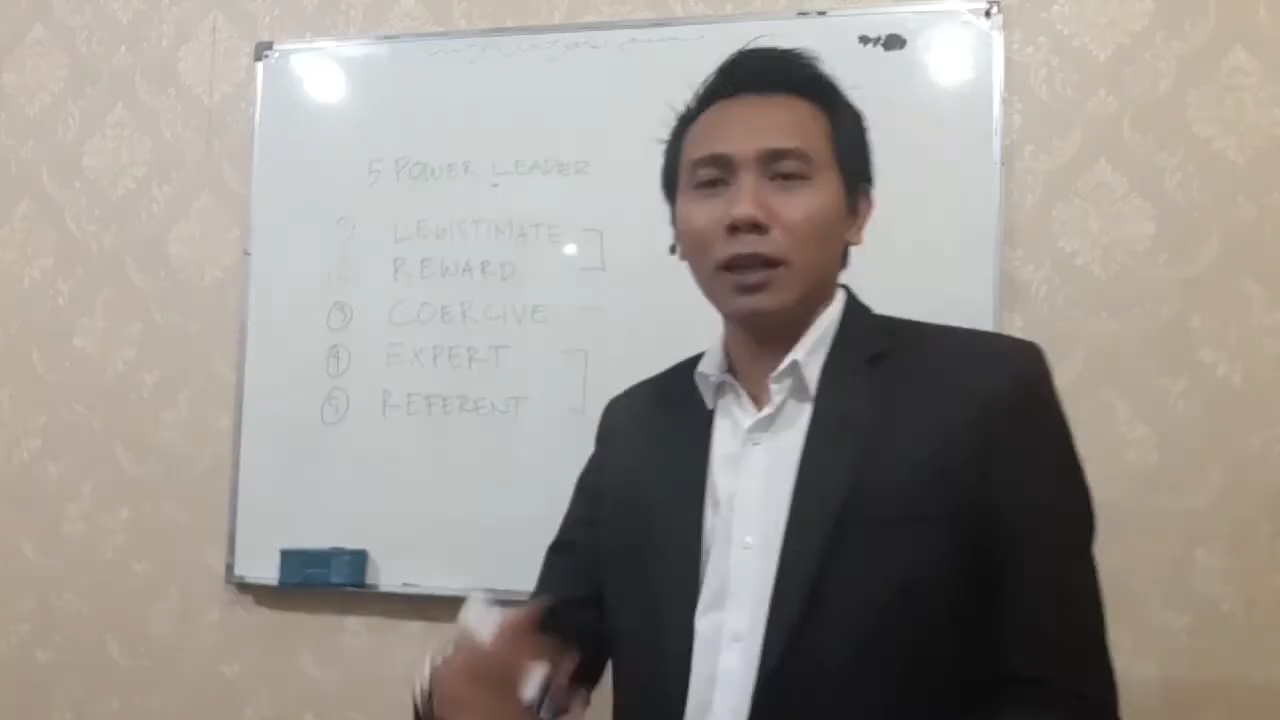 5 POWER LEADER
LEGISTIMATE
REWARD
③ COERCIVE
④ EXPERT
⑤ REFERENT